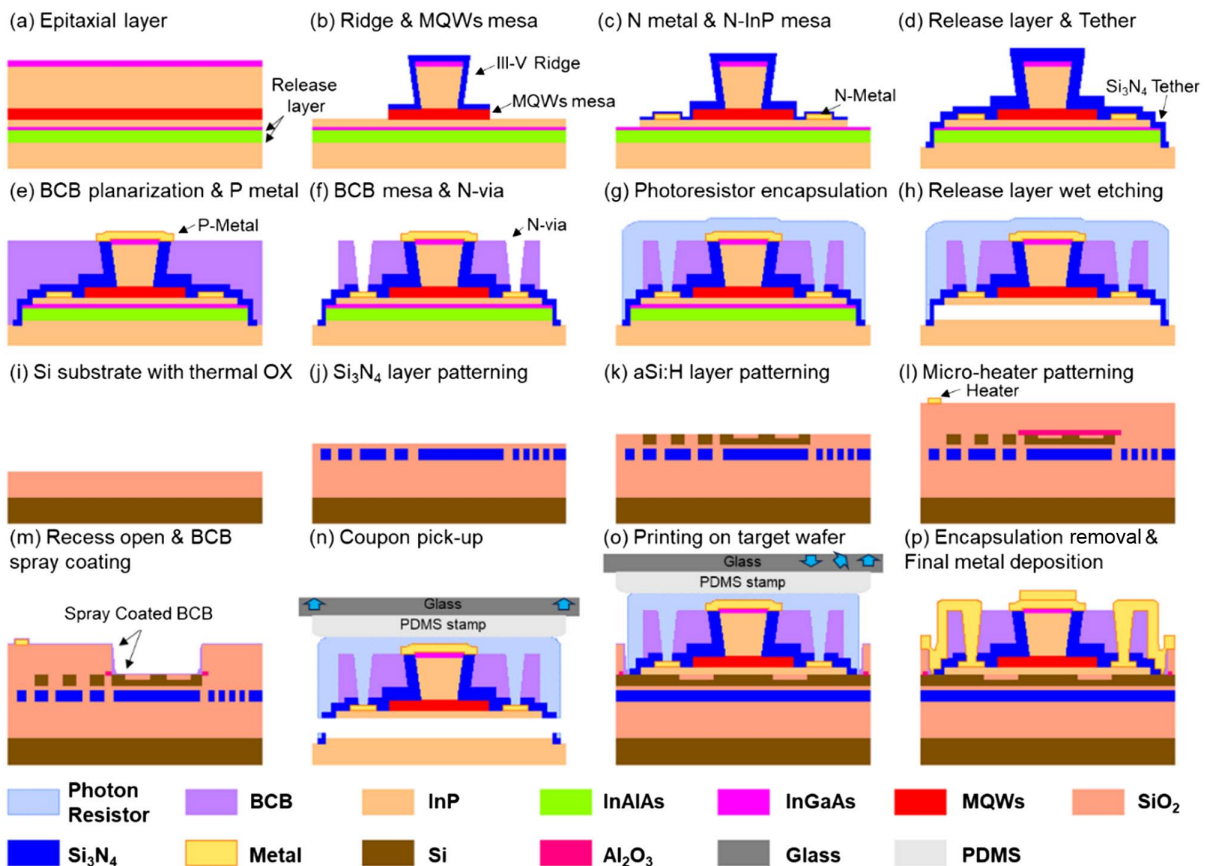 (a) Epitaxial layer
(b) Ridge & MQWs mesa
(c) N metal & N-InP mesa
(d) Release layer & Tether
Release
layer
III-V Ridge
MQWs mesa
N-Metal
Si₃N₄ Tether
(e) BCB planarization & P metal
(f) BCB mesa & N-via
(g) Photoresistor encapsulation
(h) Release layer wet etching
P-Metal
N-via
(i) Si substrate with thermal OX
(j) Si₃N₄ layer patterning
(k) aSi:H layer patterning
(l) Micro-heater patterning
Heater
(m) Recess open & BCB
spray coating
(n) Coupon pick-up
(o) Printing on target wafer
(p) Encapsulation removal &
Final metal deposition
Spray Coated BCB
Glass
PDMS stamp
Glass
PDMS stamp
Photon
Resistor
BCB
InP
InAlAs
InGaAs
MQWs
SiO₂
Si₃N₄
Metal
Si
Al₂O₃
Glass
PDMS